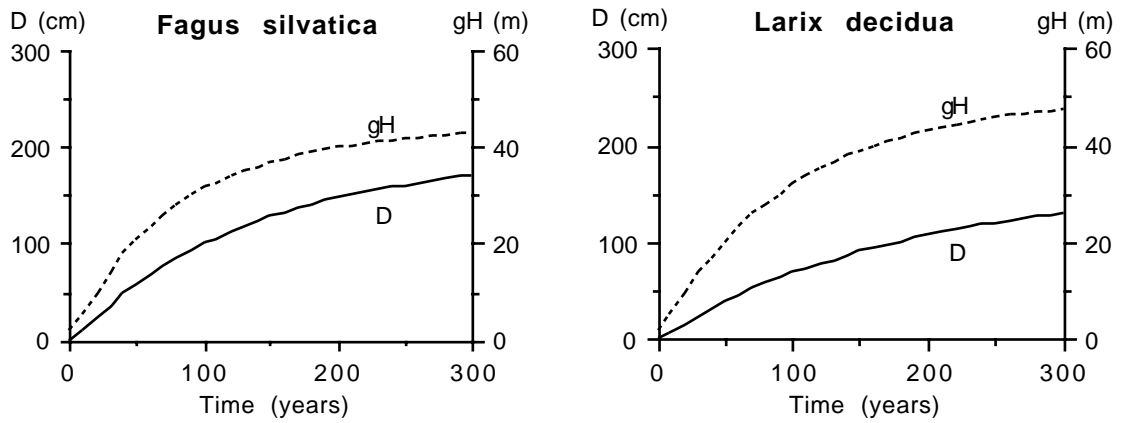 D (cm) Fagus silvatica gH (m)
300 60
gH
200 40
D
100 20
0 0
0 100 200 300
Time (years)
D (cm) Larix decidua gH (m)
300 60
gH
200 40
100 20
D
0 0
0 100 200 300
Time (years)